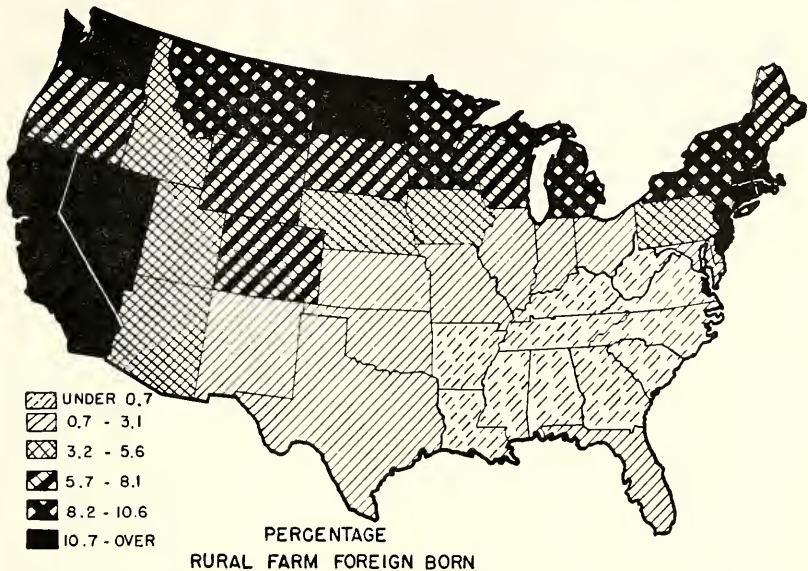 UNDER 0.7
0.7 - 3.1
3.2 - 5.6
5.7 - 8.1
8.2 - 10.6
10.7 - OVER
PERCENTAGE
RURAL FARM FOREIGN BORN